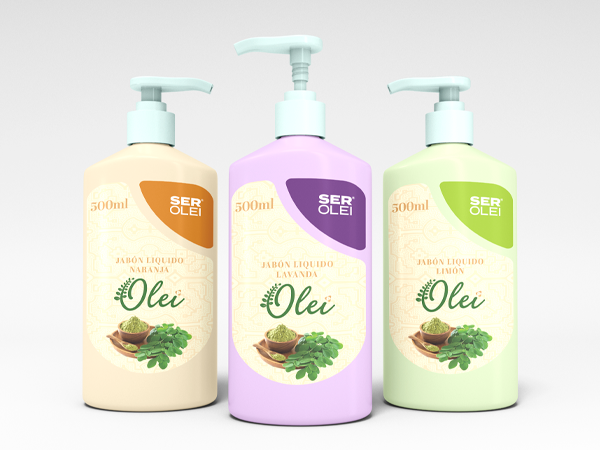 500ml
SER®
OLEI
JABÓN LIQUIDO
NARANJA
Olei
500ml
SER®
OLEI
JABÓN LIQUIDO
LAVANDA
Olei
500ml
SER®
OLEI
JABÓN LIQUIDO
LIMÓN
Olei